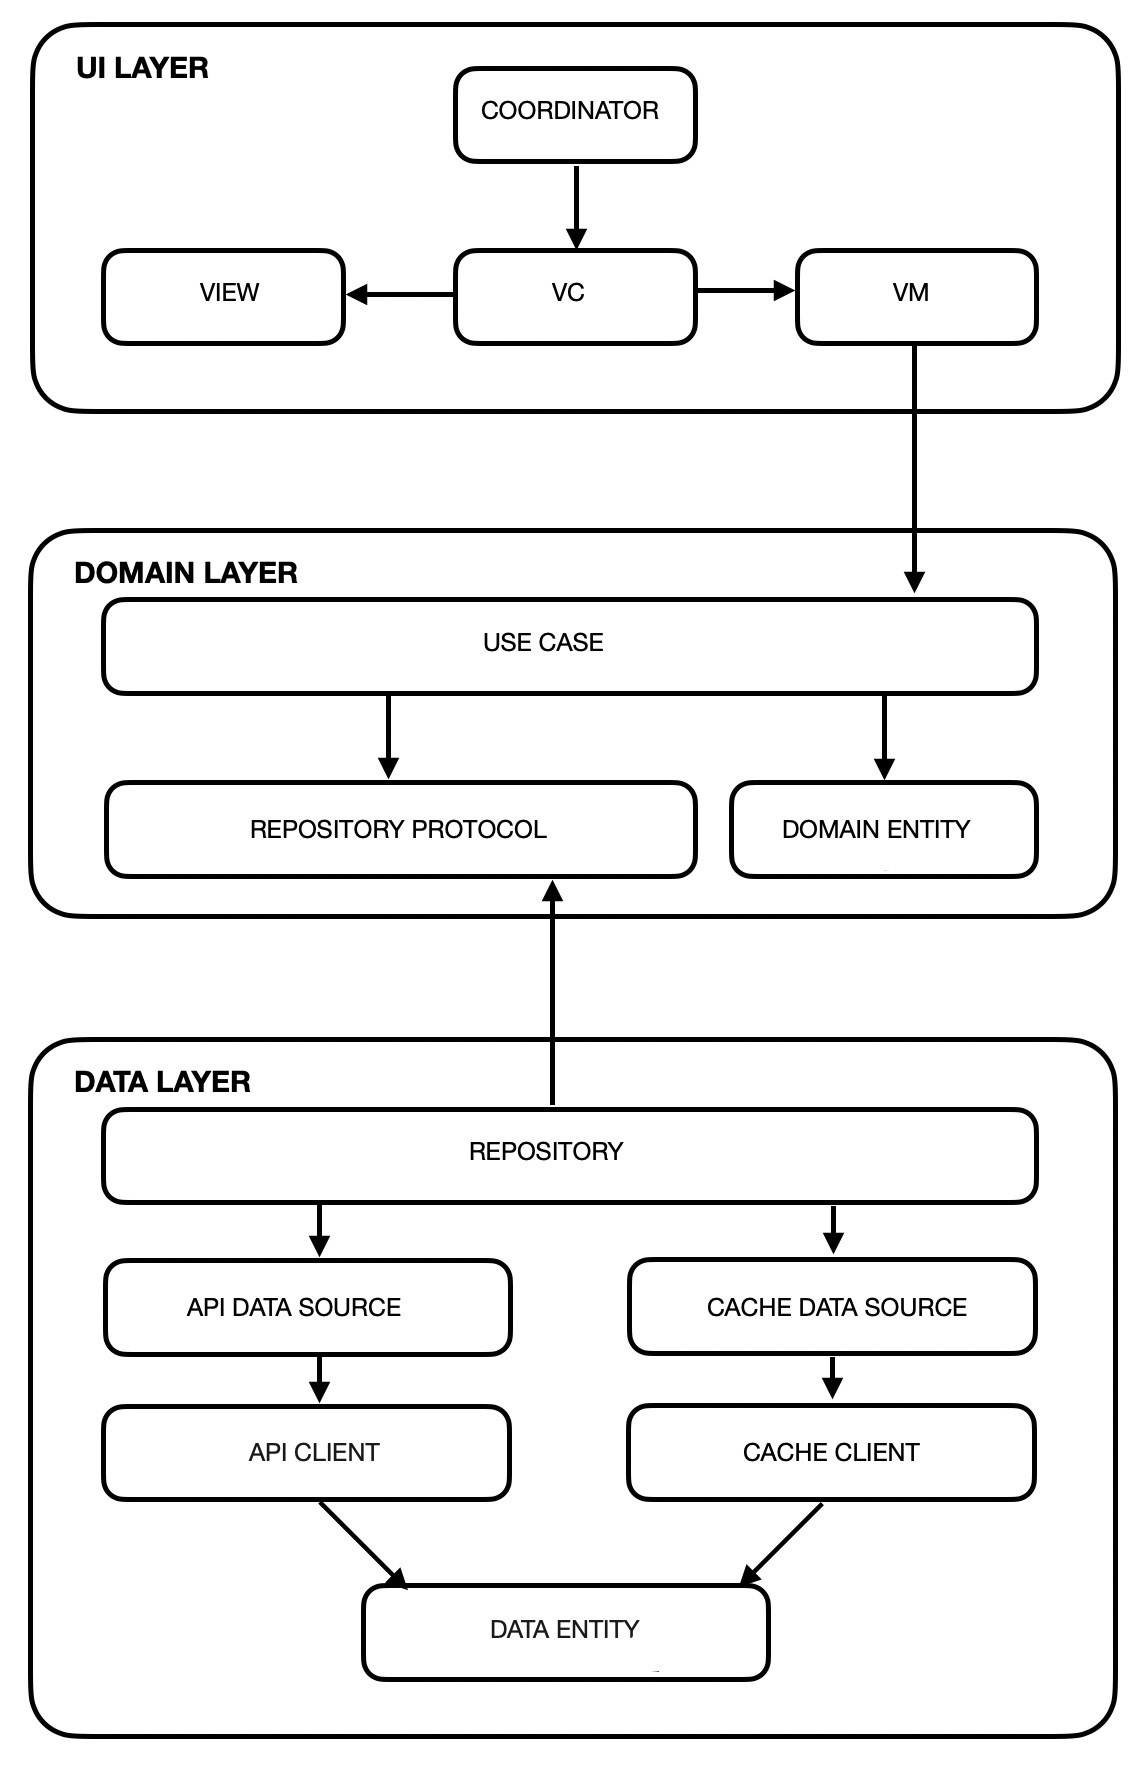 UI LAYER
COORDINATOR
VIEW
VC
VM
DOMAIN LAYER
USE CASE
REPOSITORY PROTOCOL
DOMAIN ENTITY
DATA LAYER
REPOSITORY
API DATA SOURCE
CACHE DATA SOURCE
API CLIENT
CACHE CLIENT
DATA ENTITY